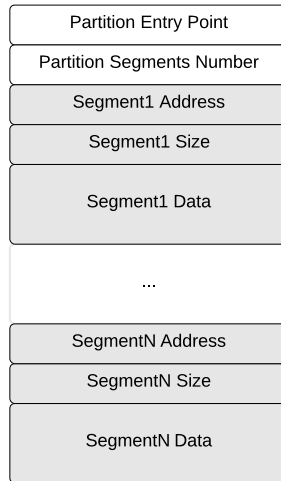 Partition Entry Point
Partition Segments Number
Segment1 Address
Segment1 Size
Segment1 Data
...
SegmentN Address
SegmentN Size
SegmentN Data